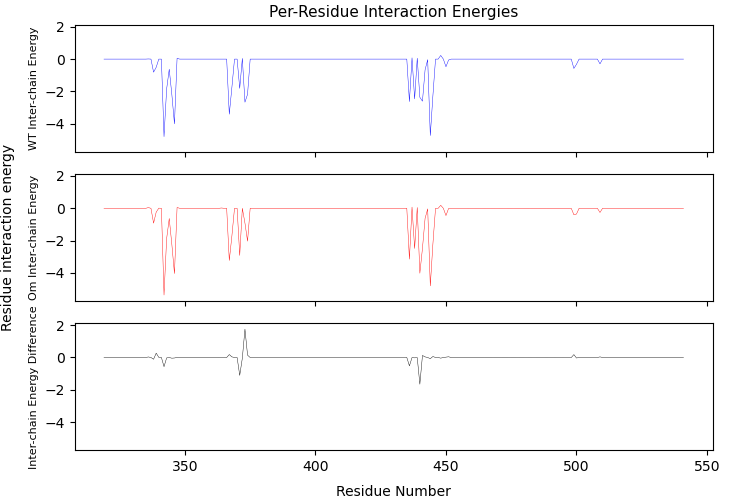 Per-Residue Interaction Energies
Residue interaction energy
WT Inter-chain Energy
2
0
−2
−4
Om Inter-chain Energy
2
0
−2
−4
Inter-chain Energy Difference
2
0
−2
−4
350
400
450
500
550
Residue Number